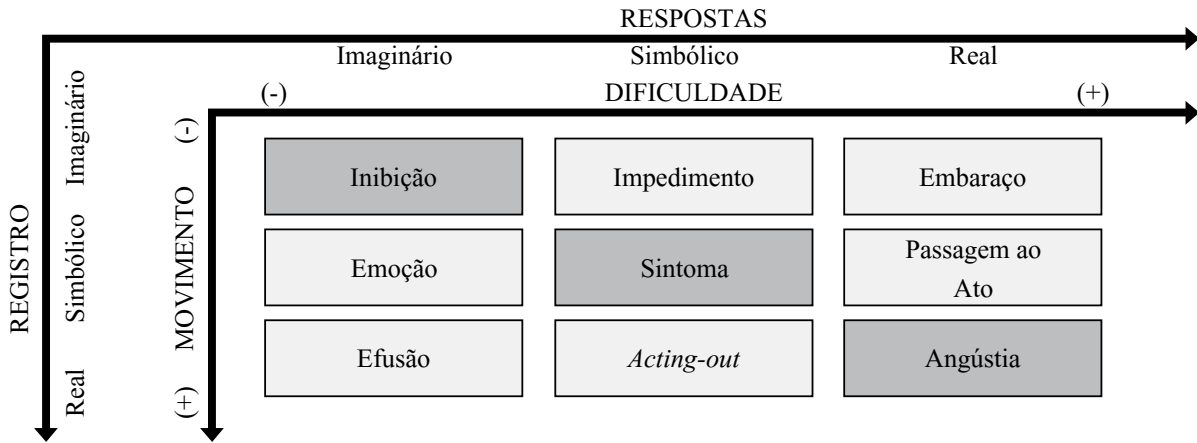 RESPOSTAS
Imaginário Simbólico Real
(-) DIFICULDADE (+)
REGISTRO
Imaginário
Simbólico
Real
(-)
MOVIMENTO
(+)
Inibição Impedimento Embaraço
Emoção Sintoma Passagem ao
Ato
Efusão Acting-out Angústia